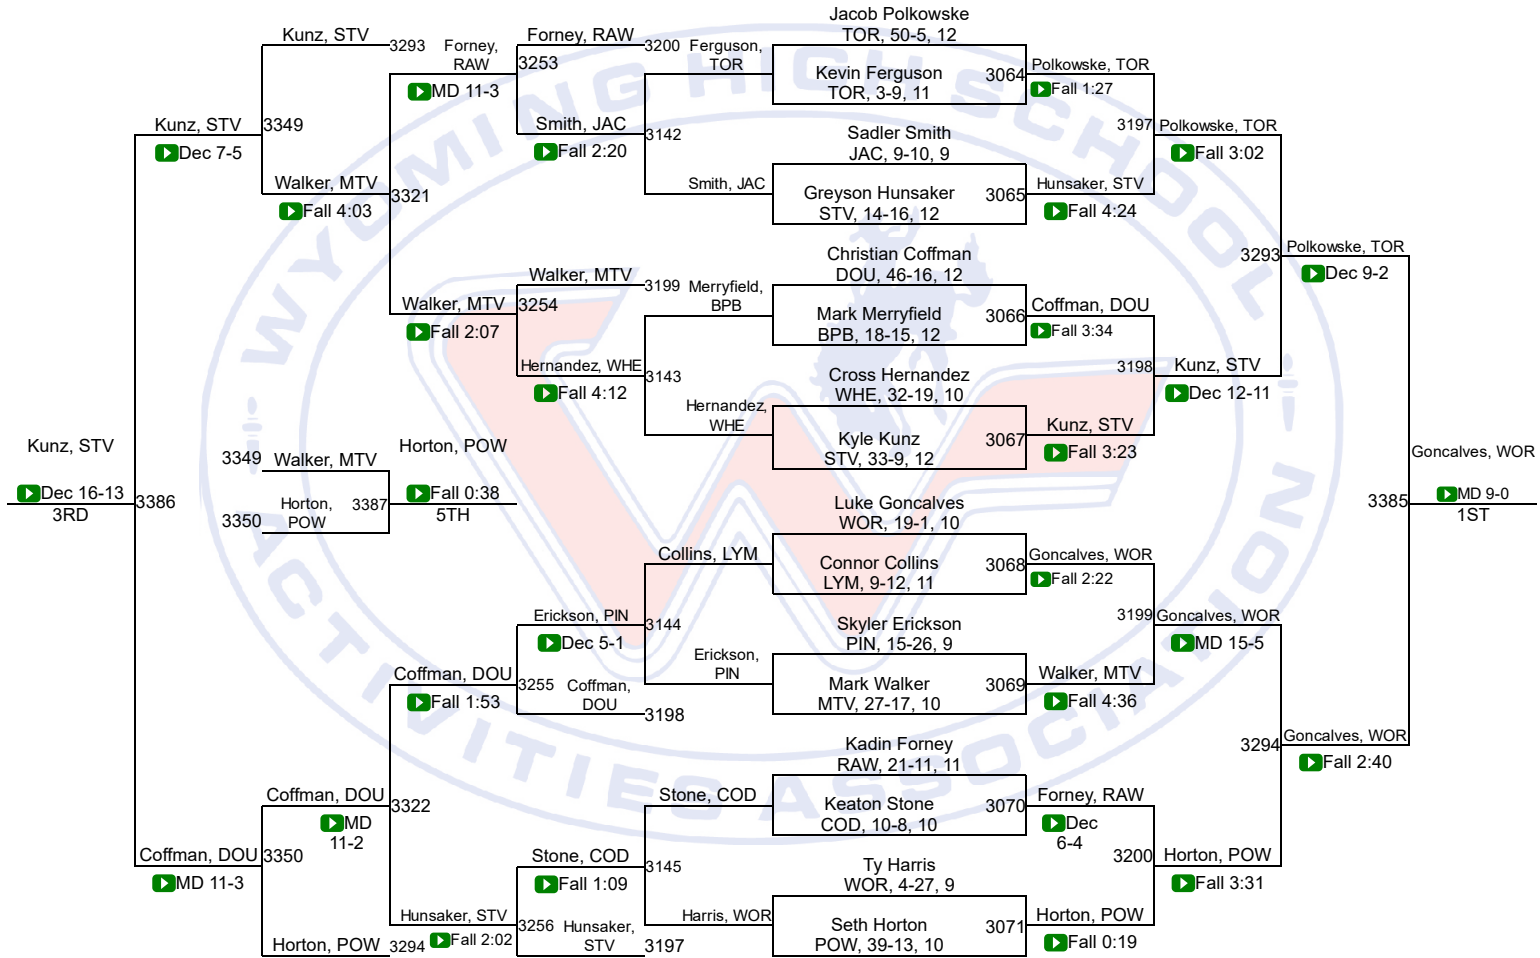 Jacob Polkowske
TOR, 50-5, 12
Kunz, STV
3293
Forney,
RAW
Forney, RAW
3200
Ferguson,
TOR
3253
Kevin Ferguson
TOR, 3-9, 11
3064
Polkowske, TOR
Fall 1:27
MD 11-3
Kunz, STV
Dec 7-5
3349
Smith, JAC
Fall 2:20
3142
Sadler Smith
JAC, 9-10, 9
3197
Polkowske, TOR
Fall 3:02
Walker, MTV
Fall 4:03
3321
Smith, JAC
Greyson Hunsaker
STV, 14-16, 12
3065
Hunsaker, STV
Fall 4:24
Christian Coffman
DOU, 46-16, 12
3293
Polkowske, TOR
Dec 9-2
Walker, MTV
3199
Merryfield,
BPB
Walker, MTV
Fall 2:07
3254
Mark Merryfield
BPB, 18-15, 12
3066
Coffman, DOU
Fall 3:34
Hernandez, WHE
Fall 4:12
3143
Cross Hernandez
WHE, 32-19, 10
3198
Kunz, STV
Dec 12-11
Hernandez,
WHE
Kyle Kunz
STV, 33-9, 12
3067
Kunz, STV
Fall 3:23
Kunz, STV
Dec 16-13
3RD
3386
3349
Walker, MTV
Horton,
POW
3350
3387
Horton, POW
Fall 0:38
5TH
Luke Goncalves
WOR, 19-1, 10
3385
Goncalves, WOR
MD 9-0
1ST
Collins, LYM
Connor Collins
LYM, 9-12, 11
3068
Goncalves, WOR
Fall 2:22
Erickson, PIN
Dec 5-1
3144
Skyler Erickson
PIN, 15-26, 9
3199
Goncalves, WOR
MD 15-5
Coffman, DOU
Fall 1:53
3255
Coffman,
DOU
3198
Erickson,
PIN
Mark Walker
MTV, 27-17, 10
3069
Walker, MTV
Fall 4:36
Kadin Forney
RAW, 21-11, 11
3294
Goncalves, WOR
Fall 2:40
Coffman, DOU
MD
11-2
3322
Stone, COD
Keaton Stone
COD, 10-8, 10
3070
Forney, RAW
Dec
6-4
Coffman, DOU
MD 11-3
3350
Stone, COD
Fall 1:09
3145
Ty Harris
WOR, 4-27, 9
3200
Horton, POW
Fall 3:31
Hunsaker, STV
Fall 2:02
3256
Hunsaker,
STV
3197
Harris, WOR
Seth Horton
POW, 39-13, 10
3071
Horton, POW
Fall 0:19
Horton, POW
3294
WYOMING HIGH SCHOOL
ACTIVITIES ASSOCIATION